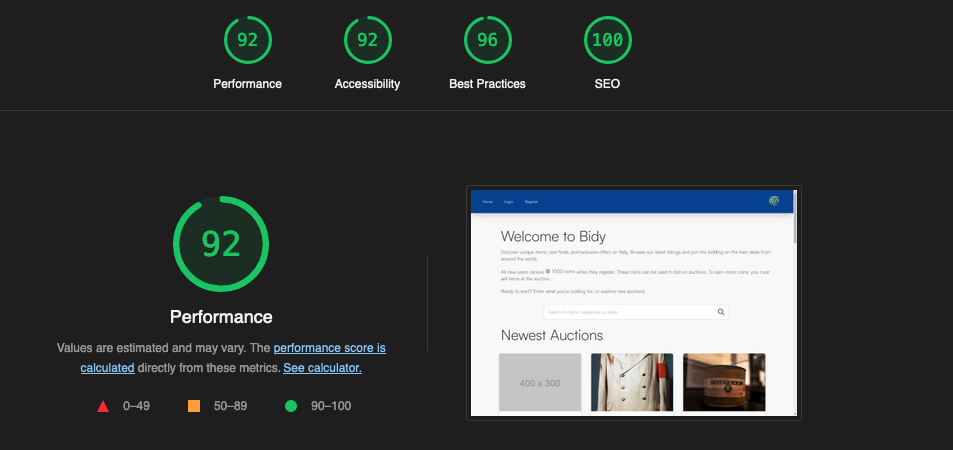 92
92
96
100
Performance
Accessibility
Best Practices
SEO
92
Performance
Values are estimated and may vary. The performance score is
calculated directly from these metrics. See calculator.
0–49
50–89
90–100
Home
Login
Register
Welcome to Bidy
Discover unique items, rare finds, and exclusive offers on Bidy. Browse our latest listings and join the bidding on the best deals from
around the world.
All new users receive 1000 coins when they register. These coins can be used to bid on auctions. To earn more coins, you must
sell items at the auction.
Ready to start? Enter what you're looking for, or explore new auctions.
Search for items, categories, or deals
Newest Auctions
400 x 300